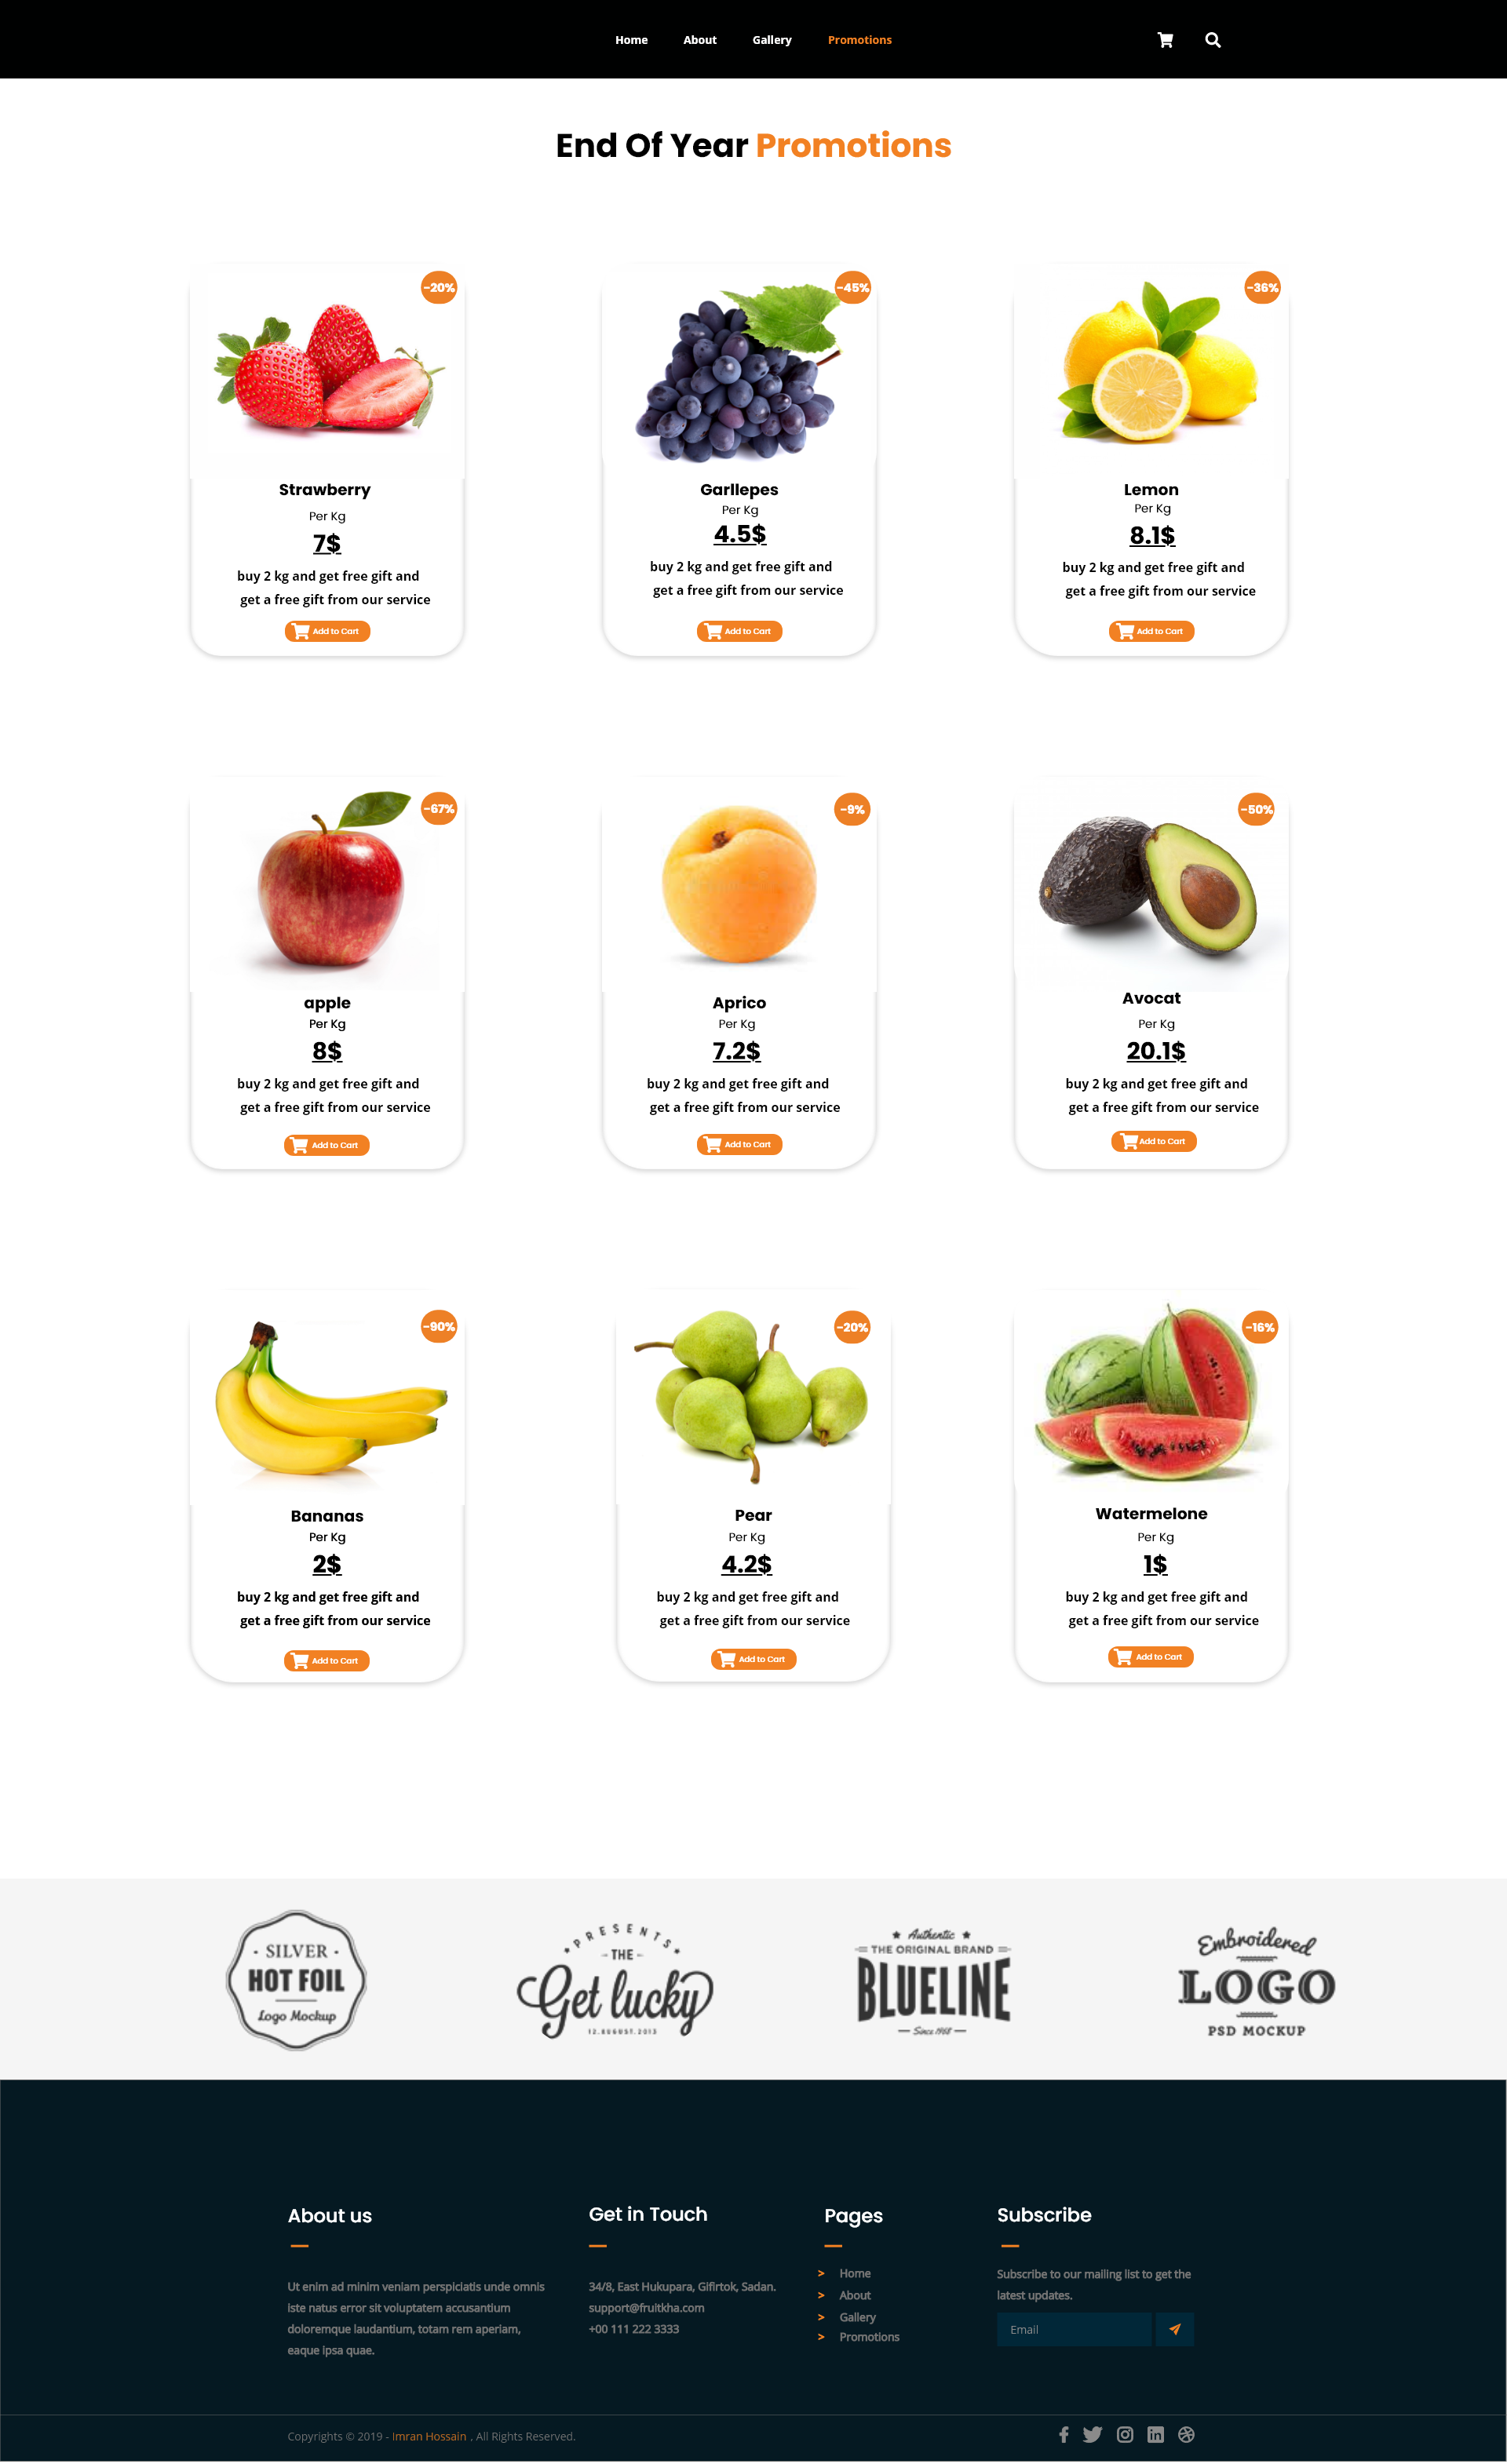 Home About Gallery Promotions
End Of Year Promotions
-20%
Strawberry
Per Kg
7$
buy 2 kg and get free gift and
get a free gift from our service
Add to Cart
-45%
Garllepes
Per Kg
4.5$
buy 2 kg and get free gift and
get a free gift from our service
Add to Cart
-36%
Lemon
Per Kg
8.1$
buy 2 kg and get free gift and
get a free gift from our service
Add to Cart
-67%
apple
Per Kg
8$
buy 2 kg and get free gift and
get a free gift from our service
Add to Cart
-9%
Aprico
Per Kg
7.2$
buy 2 kg and get free gift and
get a free gift from our service
Add to Cart
-50%
Avocat
Per Kg
20.1$
buy 2 kg and get free gift and
get a free gift from our service
Add to Cart
-90%
Bananas
Per Kg
2$
buy 2 kg and get free gift and
get a free gift from our service
Add to Cart
-20%
Pear
Per Kg
4.2$
buy 2 kg and get free gift and
get a free gift from our service
Add to Cart
-16%
Watermelone
Per Kg
1$
buy 2 kg and get free gift and
get a free gift from our service
Add to Cart
SILVER
HOT FOIL
Logo Mockup
PRESENTS
THE
Get lucky
12.AUGUST.2013
Authentic
THE ORIGINAL BRAND
BLUELINE
Since 1968
Embroidered
LOGO
PSD MOCKUP
About us
Ut enim ad minim veniam perspiciatis unde omnis
iste natus error sit voluptatem accusantium
doloremque laudantium, totam rem aperiam,
eaque ipsa quae.
Get in Touch
34/8, East Hukupara, Gifirtok, Sadan.
support@fruitkha.com
+00 111 222 3333
Pages
> Home
> About
> Gallery
> Promotions
Subscribe
Subscribe to our mailing list to get the
latest updates.
Email
Copyrights © 2019 - Imran Hossain , All Rights Reserved.